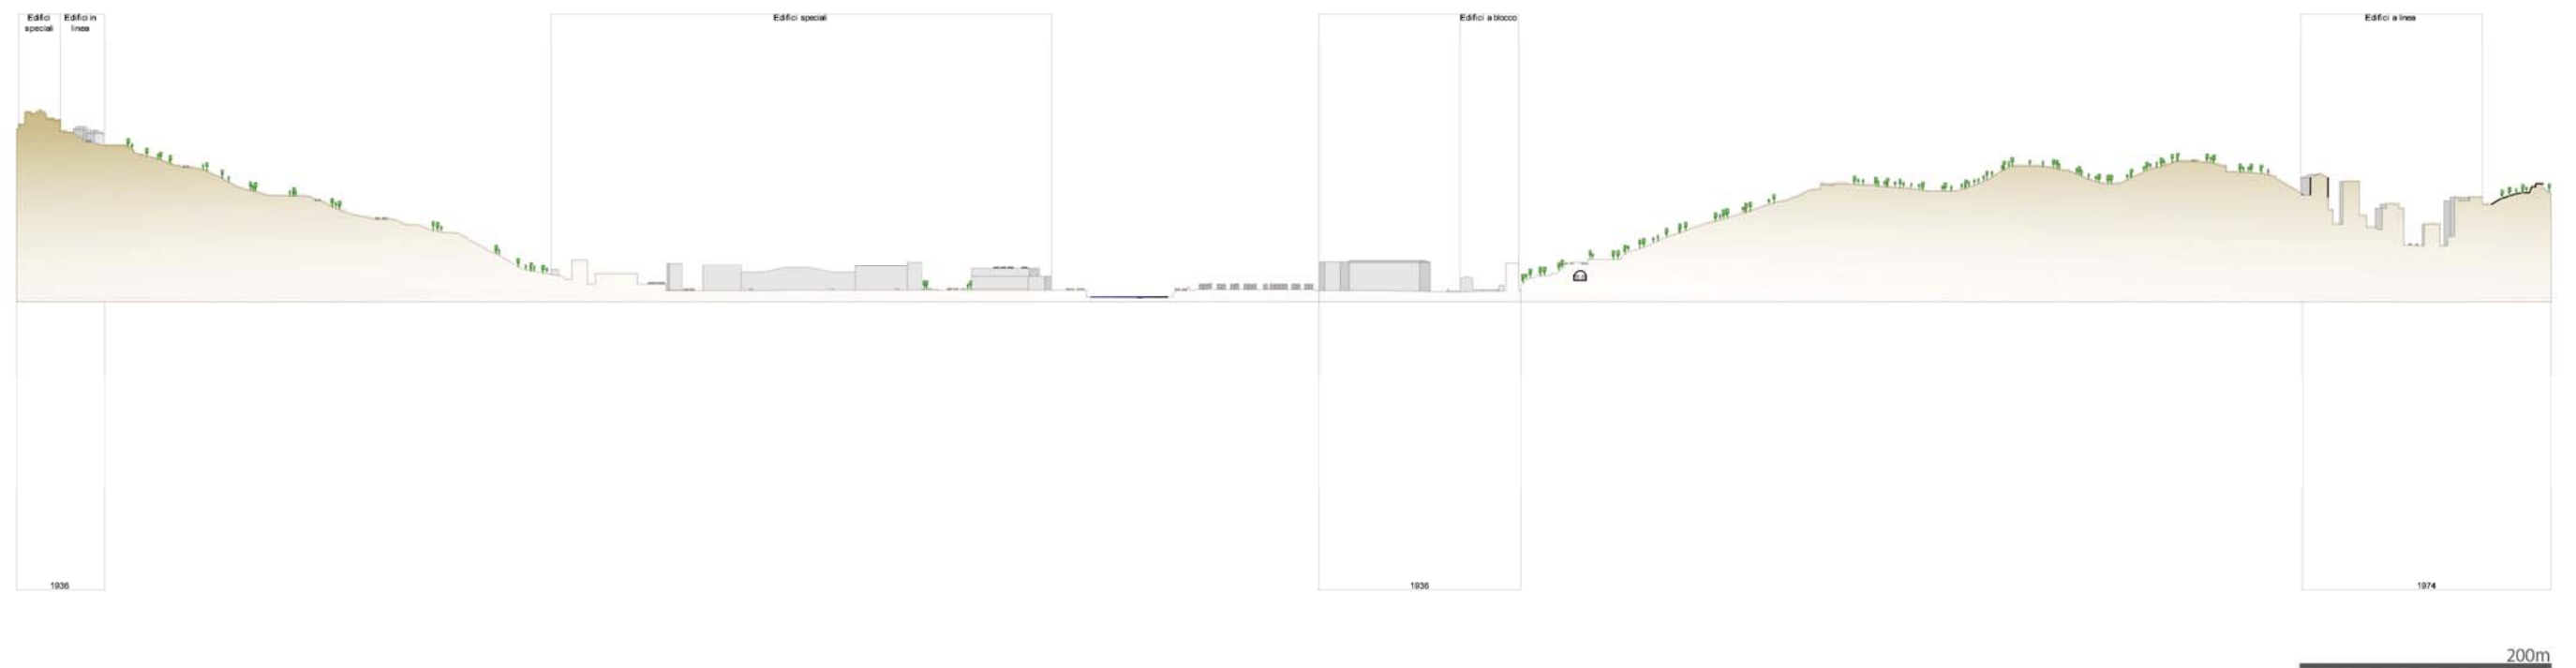 Edifici
speciali
Edifici in
linea
Edifici speciali
Edifici a blocco
Edifici a linea
1936
1936
1974
200m